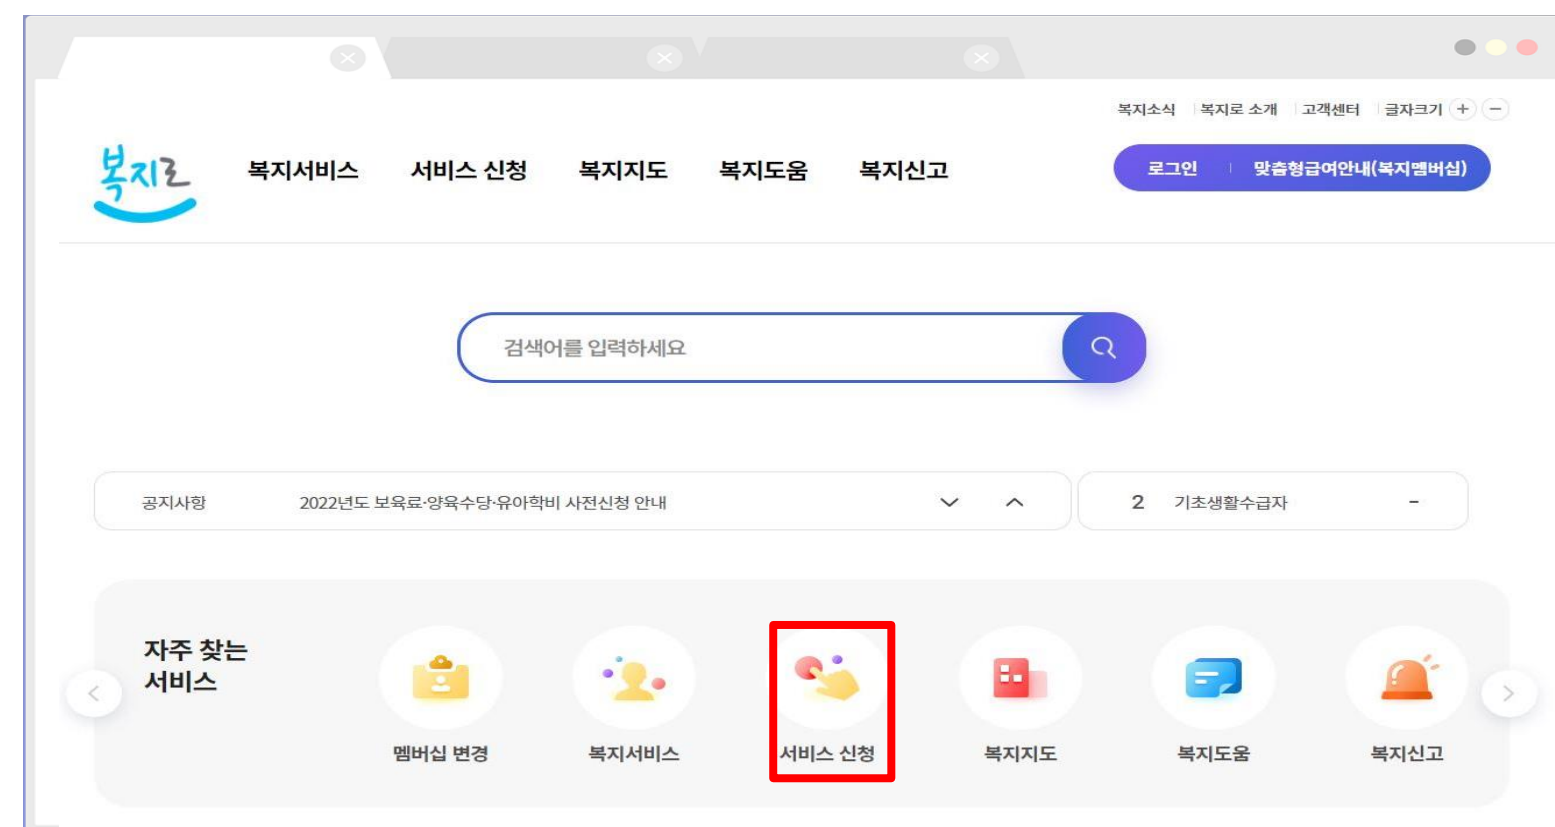 복지소식 복지로 소개 고객센터 글자크기 + −
복지로 복지서비스 서비스 신청 복지지도 복지도움 복지신고 로그인 맞춤형급여안내(복지멤버십)
검색어를 입력하세요
공지사항 2022년도 보육료·양육수당·유아학비 사전신청 안내 2 기초생활수급자 -
자주 찾는
서비스
멤버십 변경 복지서비스 서비스 신청 복지지도 복지도움 복지신고